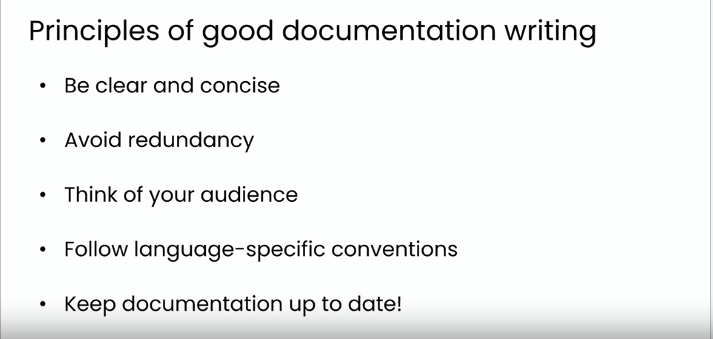 Principles of good documentation writing
• Be clear and concise
• Avoid redundancy
• Think of your audience
• Follow language-specific conventions
• Keep documentation up to date!